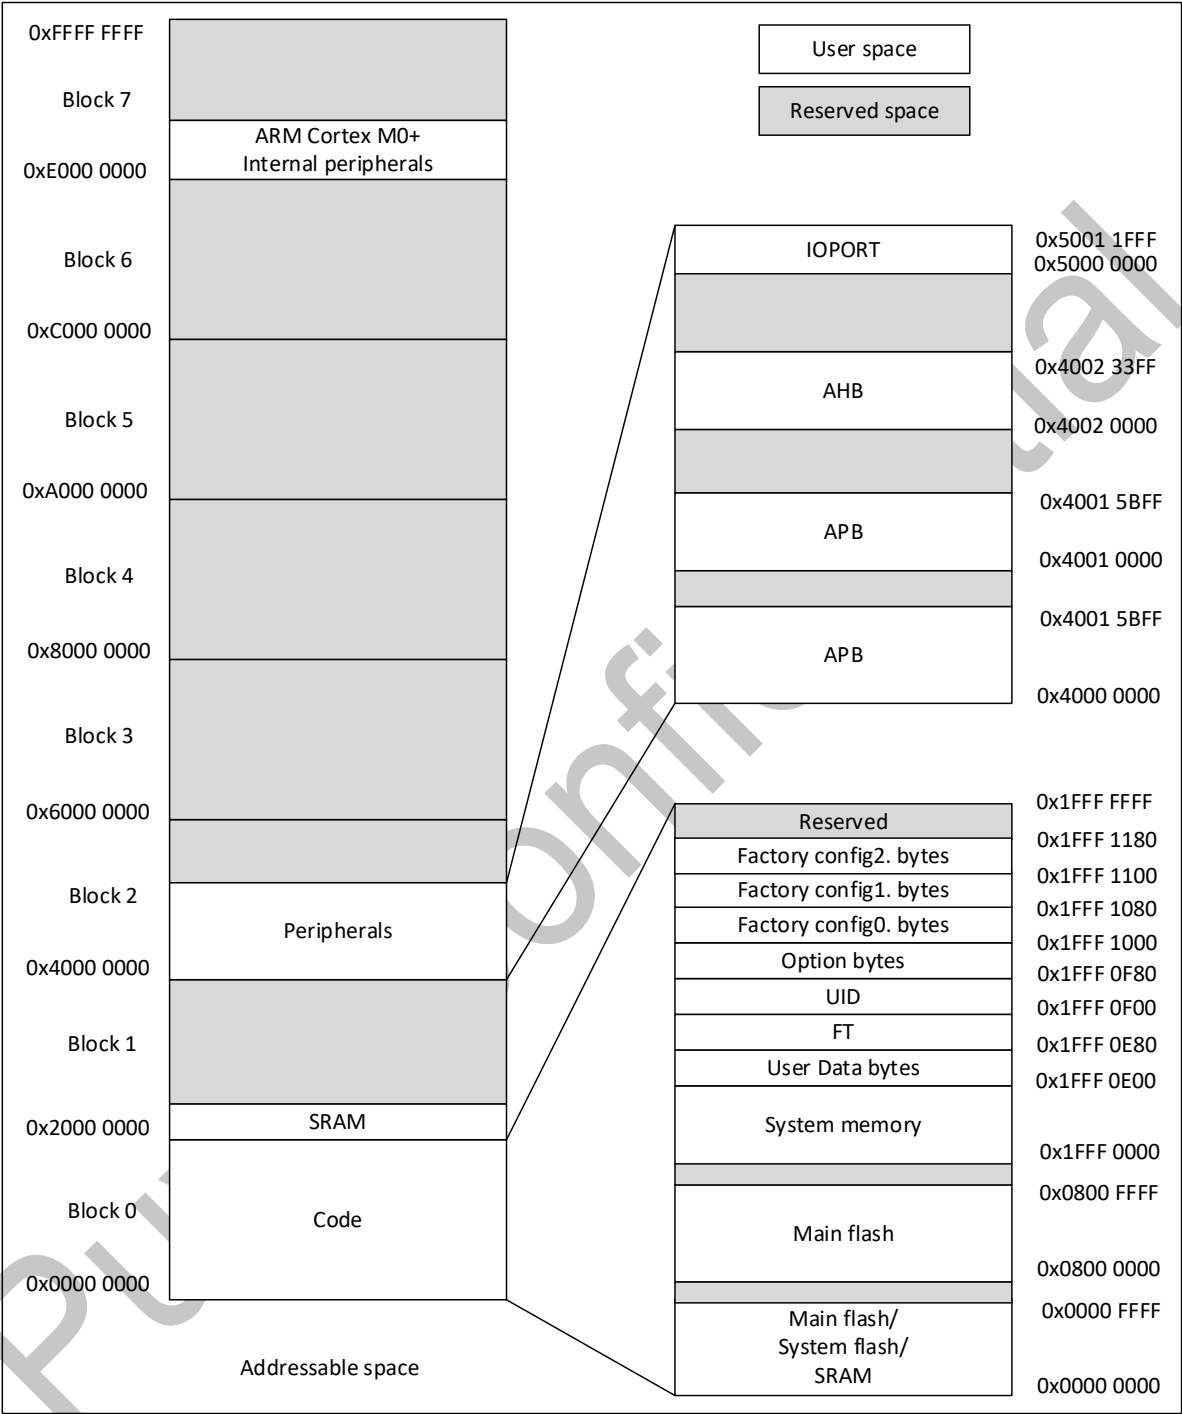 0xFFFF FFFF
Block 7
ARM Cortex M0+
Internal peripherals
0xE000 0000
Block 6
0xC000 0000
Block 5
0xA000 0000
Block 4
0x8000 0000
Block 3
0x6000 0000
Block 2
Peripherals
0x4000 0000
Block 1
0x2000 0000
SRAM
Block 0
Code
0x0000 0000
Addressable space
User space
Reserved space
IOPORT
0x5001 1FFF
0x5000 0000
AHB
0x4002 33FF
0x4002 0000
APB
0x4001 5BFF
0x4001 0000
APB
0x4001 5BFF
0x4000 0000
0x1FFF FFFF
Reserved
0x1FFF 1180
Factory config2. bytes
0x1FFF 1100
Factory config1. bytes
0x1FFF 1080
Factory config0. bytes
0x1FFF 1000
Option bytes
0x1FFF 0F80
UID
0x1FFF 0F00
FT
0x1FFF 0E80
User Data bytes
0x1FFF 0E00
System memory
0x1FFF 0000
0x0800 FFFF
Main flash
0x0800 0000
0x0000 FFFF
Main flash/
System flash/
SRAM
0x0000 0000